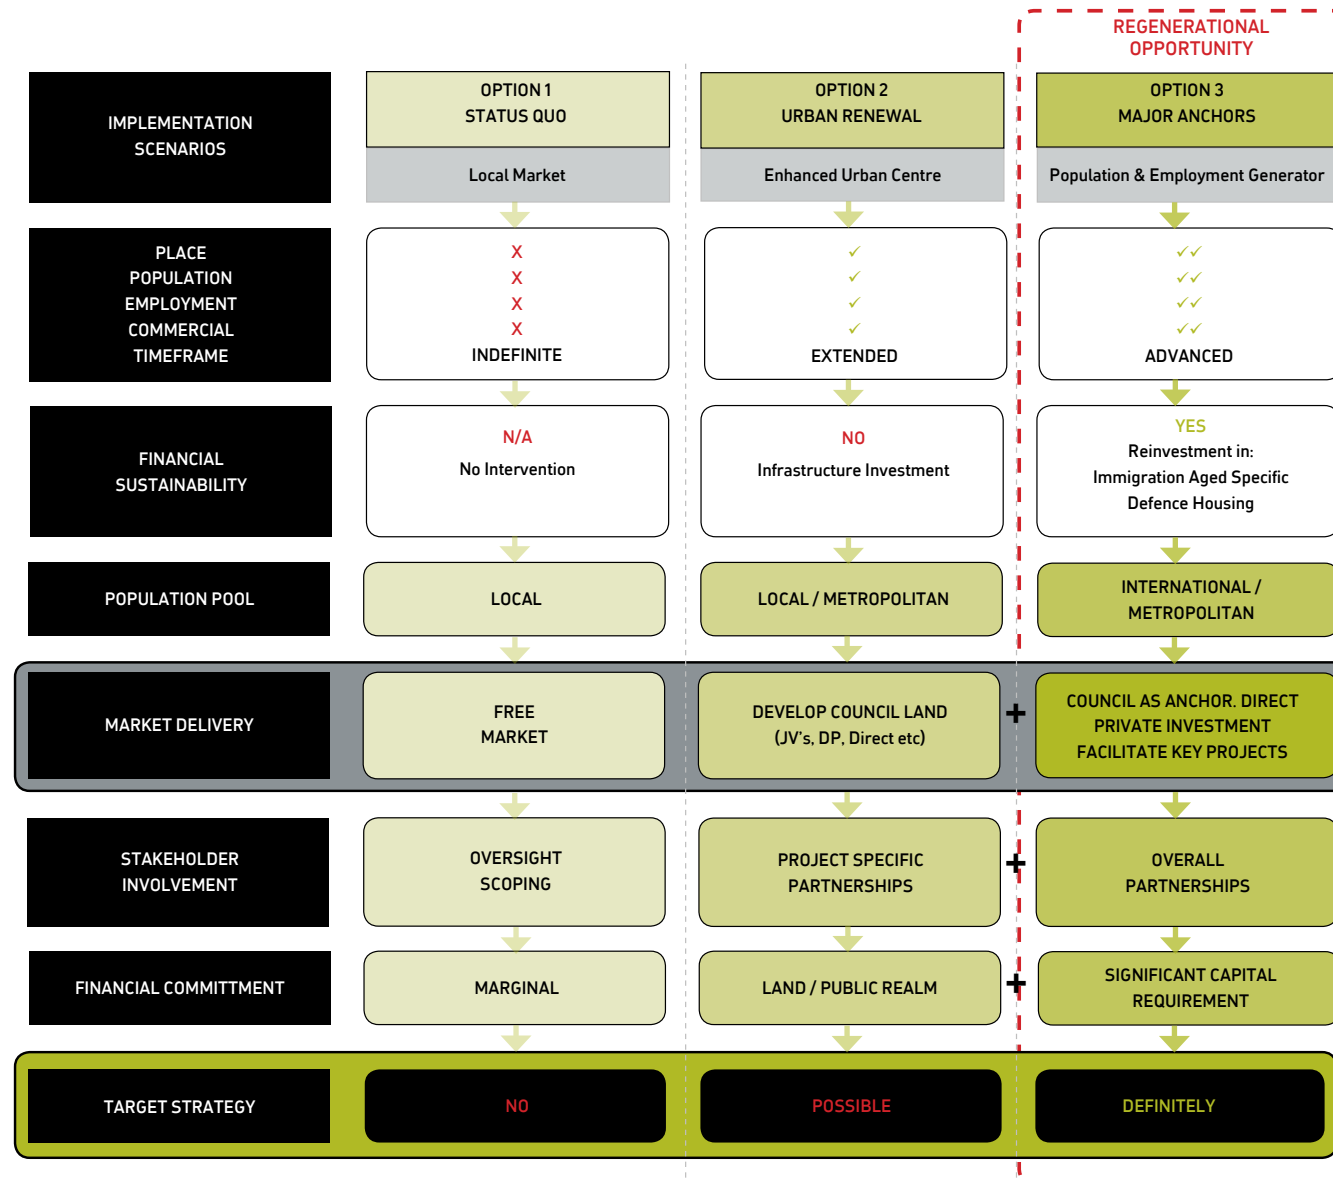 REGENERATIONAL
OPPORTUNITY
IMPLEMENTATION
SCENARIOS
OPTION 1
STATUS QUO
Local Market
OPTION 2
URBAN RENEWAL
Enhanced Urban Centre
OPTION 3
MAJOR ANCHORS
Population & Employment Generator
PLACE
POPULATION
EMPLOYMENT
COMMERCIAL
TIMEFRAME
X
X
X
X
INDEFINITE
✓
✓
✓
✓
EXTENDED
✓✓
✓✓
✓✓
✓✓
ADVANCED
FINANCIAL
SUSTAINABILITY
N/A
No Intervention
NO
Infrastructure Investment
YES
Reinvestment in:
Immigration Aged Specific
Defence Housing
POPULATION POOL
LOCAL
LOCAL / METROPOLITAN
INTERNATIONAL /
METROPOLITAN
MARKET DELIVERY
FREE
MARKET
DEVELOP COUNCIL LAND
(JV's, DP, Direct etc)
+
COUNCIL AS ANCHOR. DIRECT
PRIVATE INVESTMENT
FACILITATE KEY PROJECTS
STAKEHOLDER
INVOLVEMENT
OVERSIGHT
SCOPING
PROJECT SPECIFIC
PARTNERSHIPS
+
OVERALL
PARTNERSHIPS
FINANCIAL COMMITTMENT
MARGINAL
LAND / PUBLIC REALM
+
SIGNIFICANT CAPITAL
REQUIREMENT
TARGET STRATEGY
NO
POSSIBLE
DEFINITELY